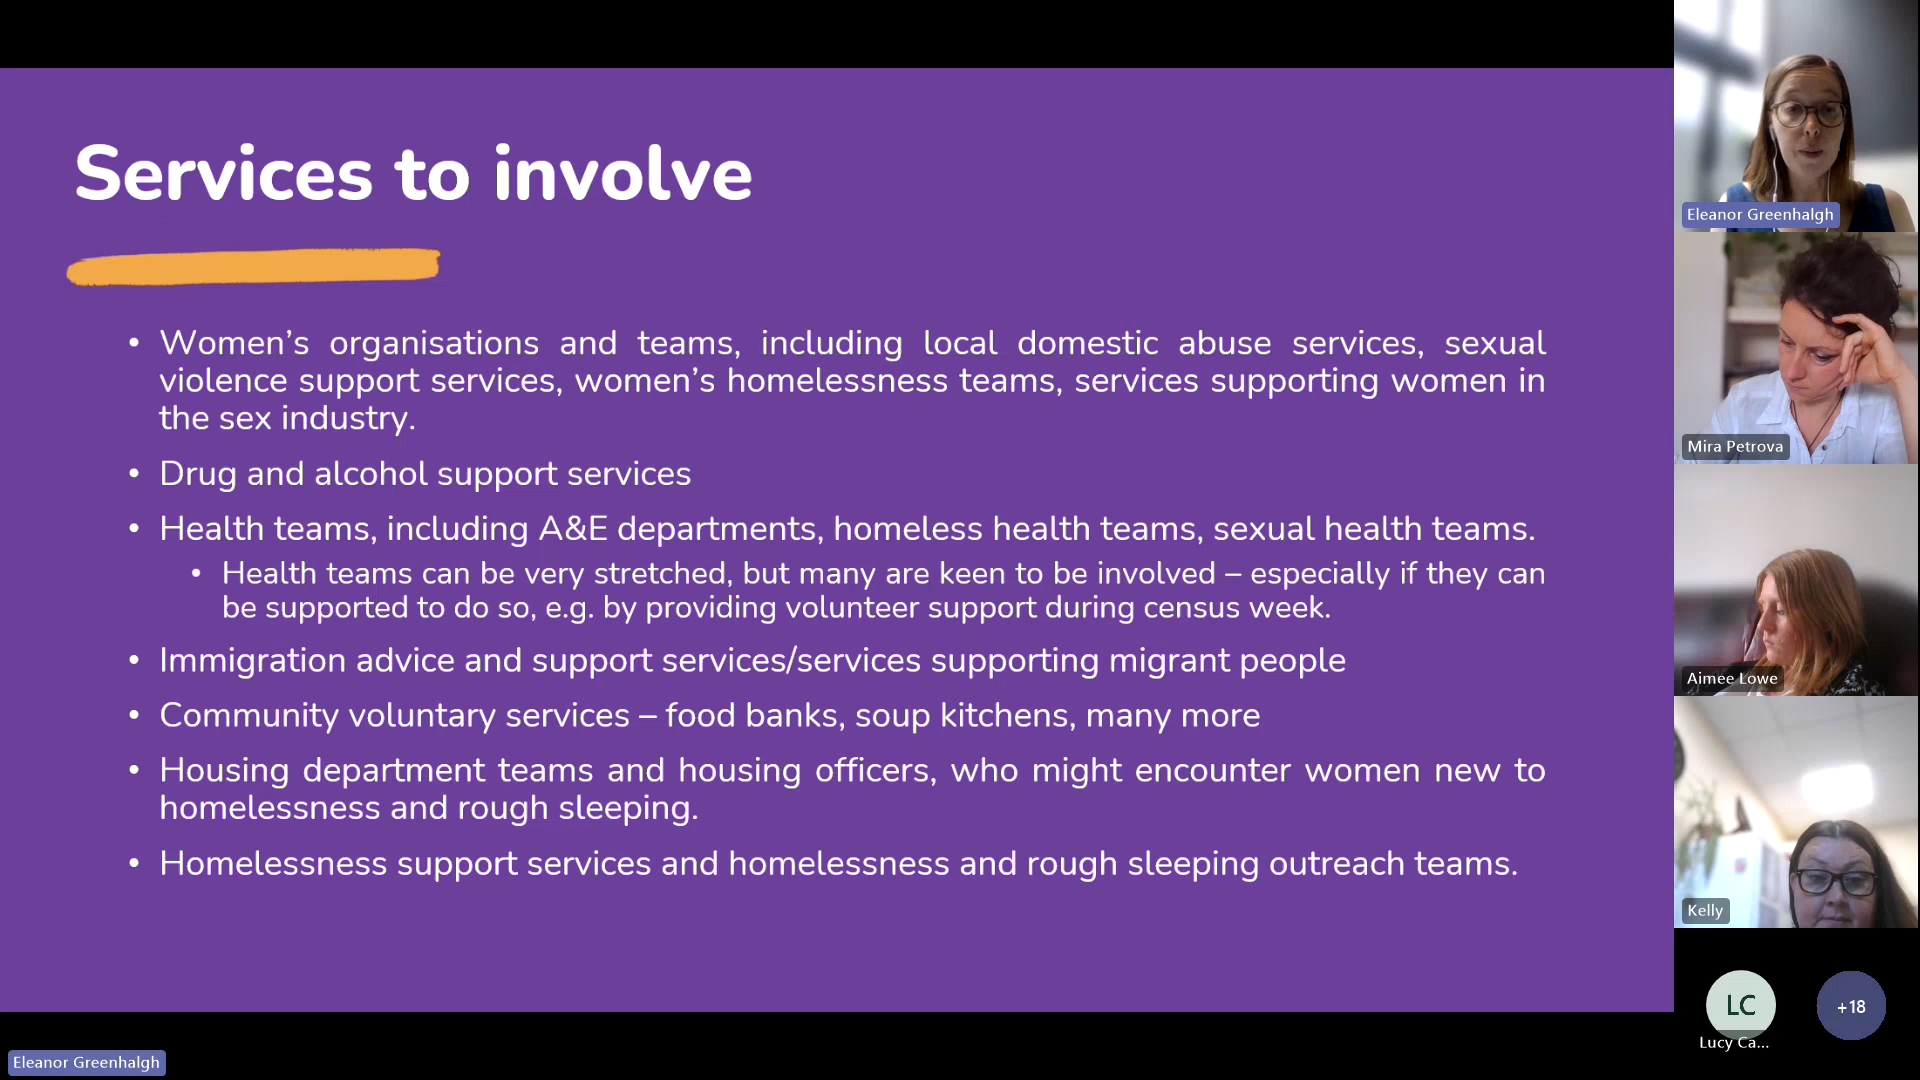 Services to involve
• Women’s organisations and teams, including local domestic abuse services, sexual
violence support services, women’s homelessness teams, services supporting women in
the sex industry.
• Drug and alcohol support services
• Health teams, including A&E departments, homeless health teams, sexual health teams.
• Health teams can be very stretched, but many are keen to be involved – especially if they can
be supported to do so, e.g. by providing volunteer support during census week.
• Immigration advice and support services/services supporting migrant people
• Community voluntary services – food banks, soup kitchens, many more
• Housing department teams and housing officers, who might encounter women new to
homelessness and rough sleeping.
• Homelessness support services and homelessness and rough sleeping outreach teams.
Eleanor Greenhalgh
Eleanor Greenhalgh
Mira Petrova
Aimee Lowe
Kelly
LC
+18
Lucy Ca...